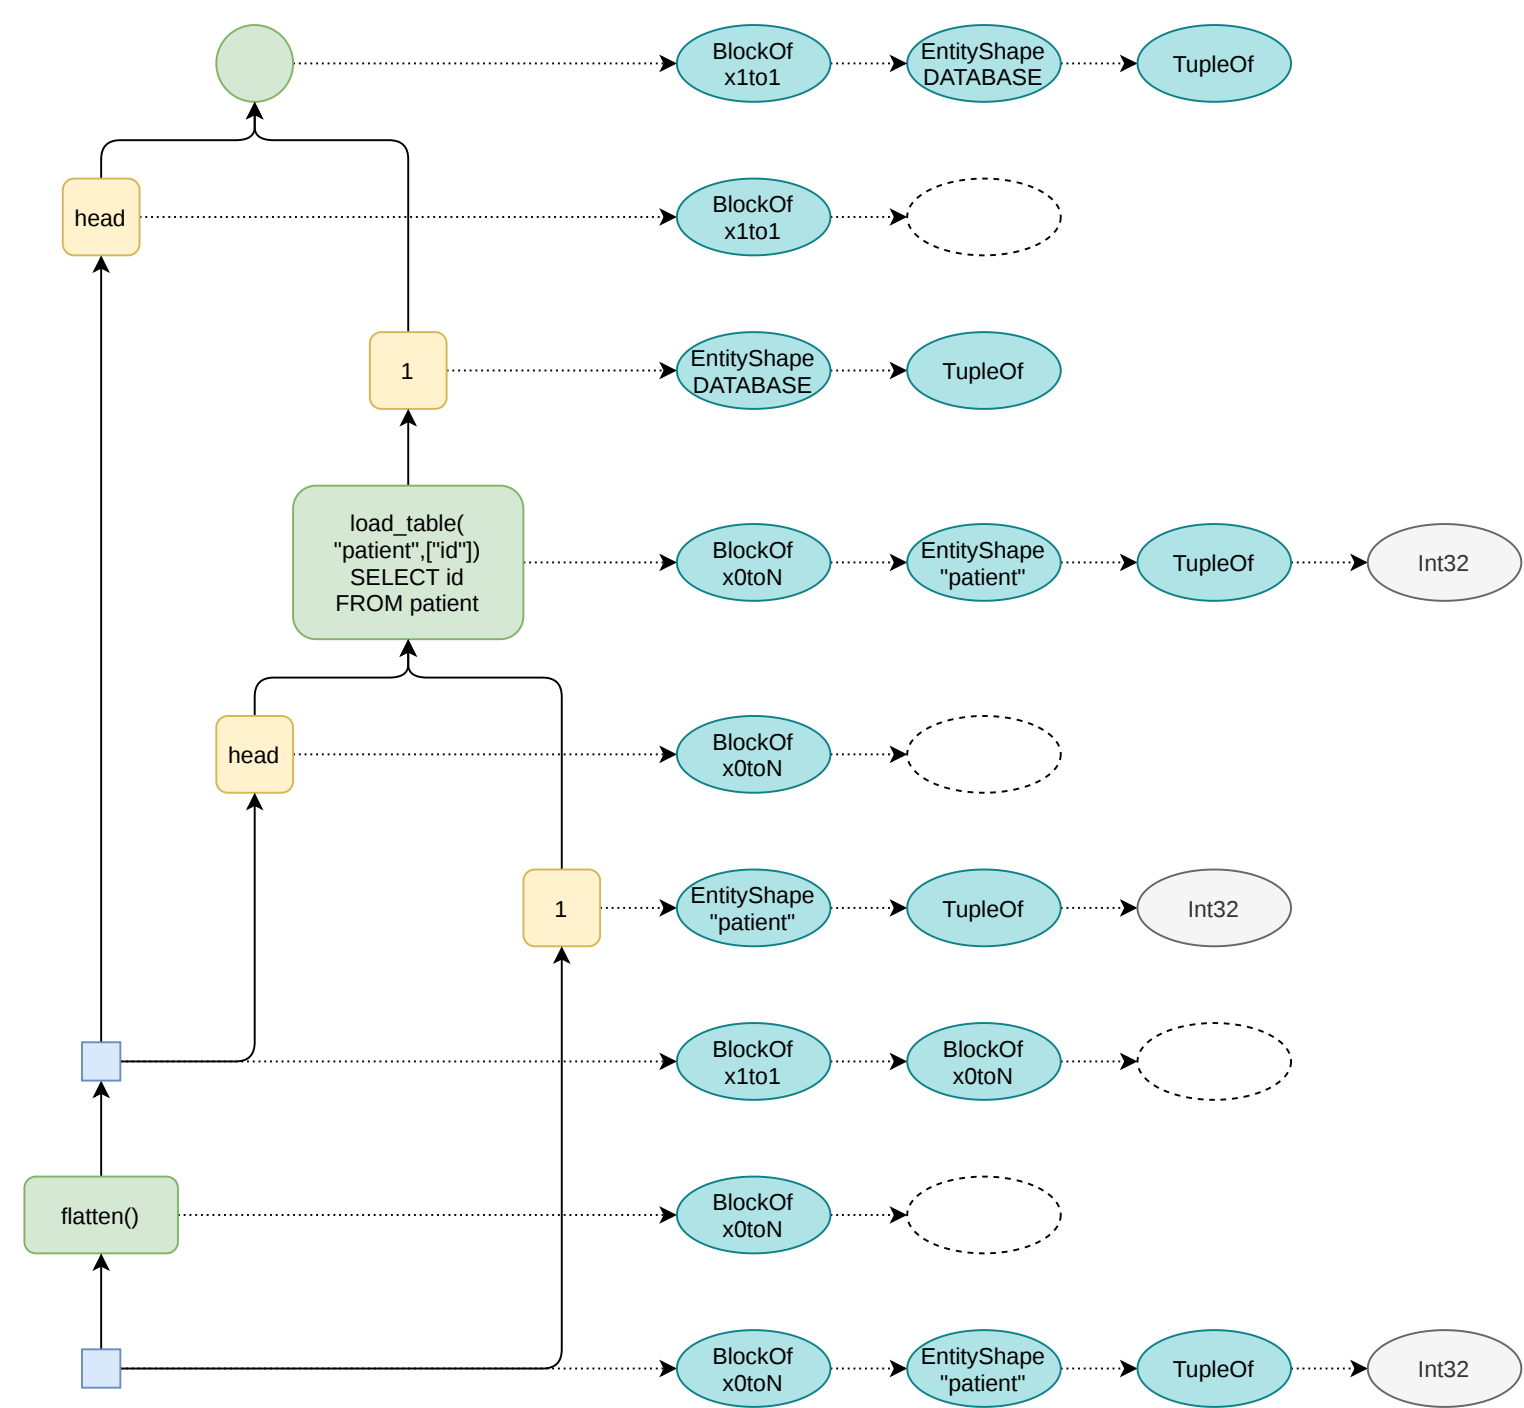 BlockOf
x1to1
EntityShape
DATABASE
TupleOf
head
BlockOf
x1to1
1
EntityShape
DATABASE
TupleOf
load_table(
"patient",["id"])
SELECT id
FROM patient
BlockOf
x0toN
EntityShape
"patient"
TupleOf
Int32
head
BlockOf
x0toN
1
EntityShape
"patient"
TupleOf
Int32
BlockOf
x1to1
BlockOf
x0toN
flatten()
BlockOf
x0toN
BlockOf
x0toN
EntityShape
"patient"
TupleOf
Int32